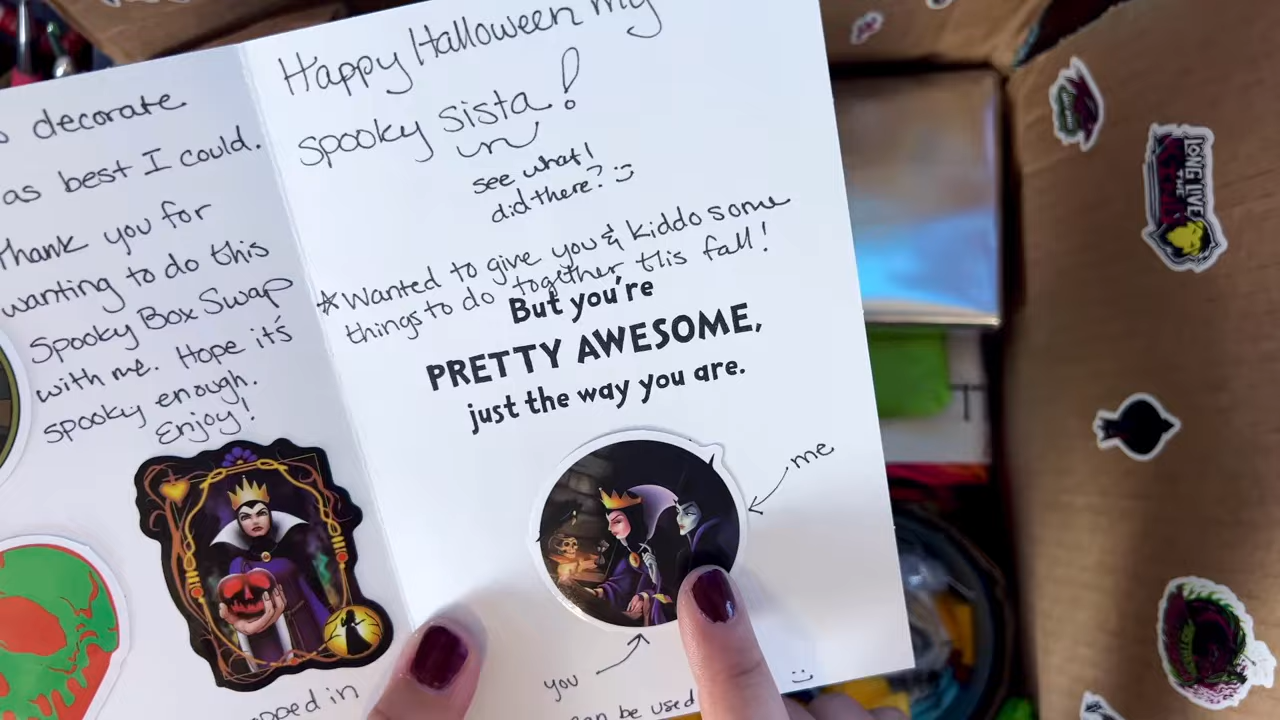 decorate
as best I could.
Thank you for
wanting to do this
Spooky Box Swap
with me. Hope it's
spooky enough.
Enjoy!
Happy Halloween my
spooky sista!
see what I
did there? :)
*Wanted to give you & kiddo some
things to do together this fall!
But you're
PRETTY AWESOME,
just the way you are.
me
you
:)
can be used
LONG LIVE
THE